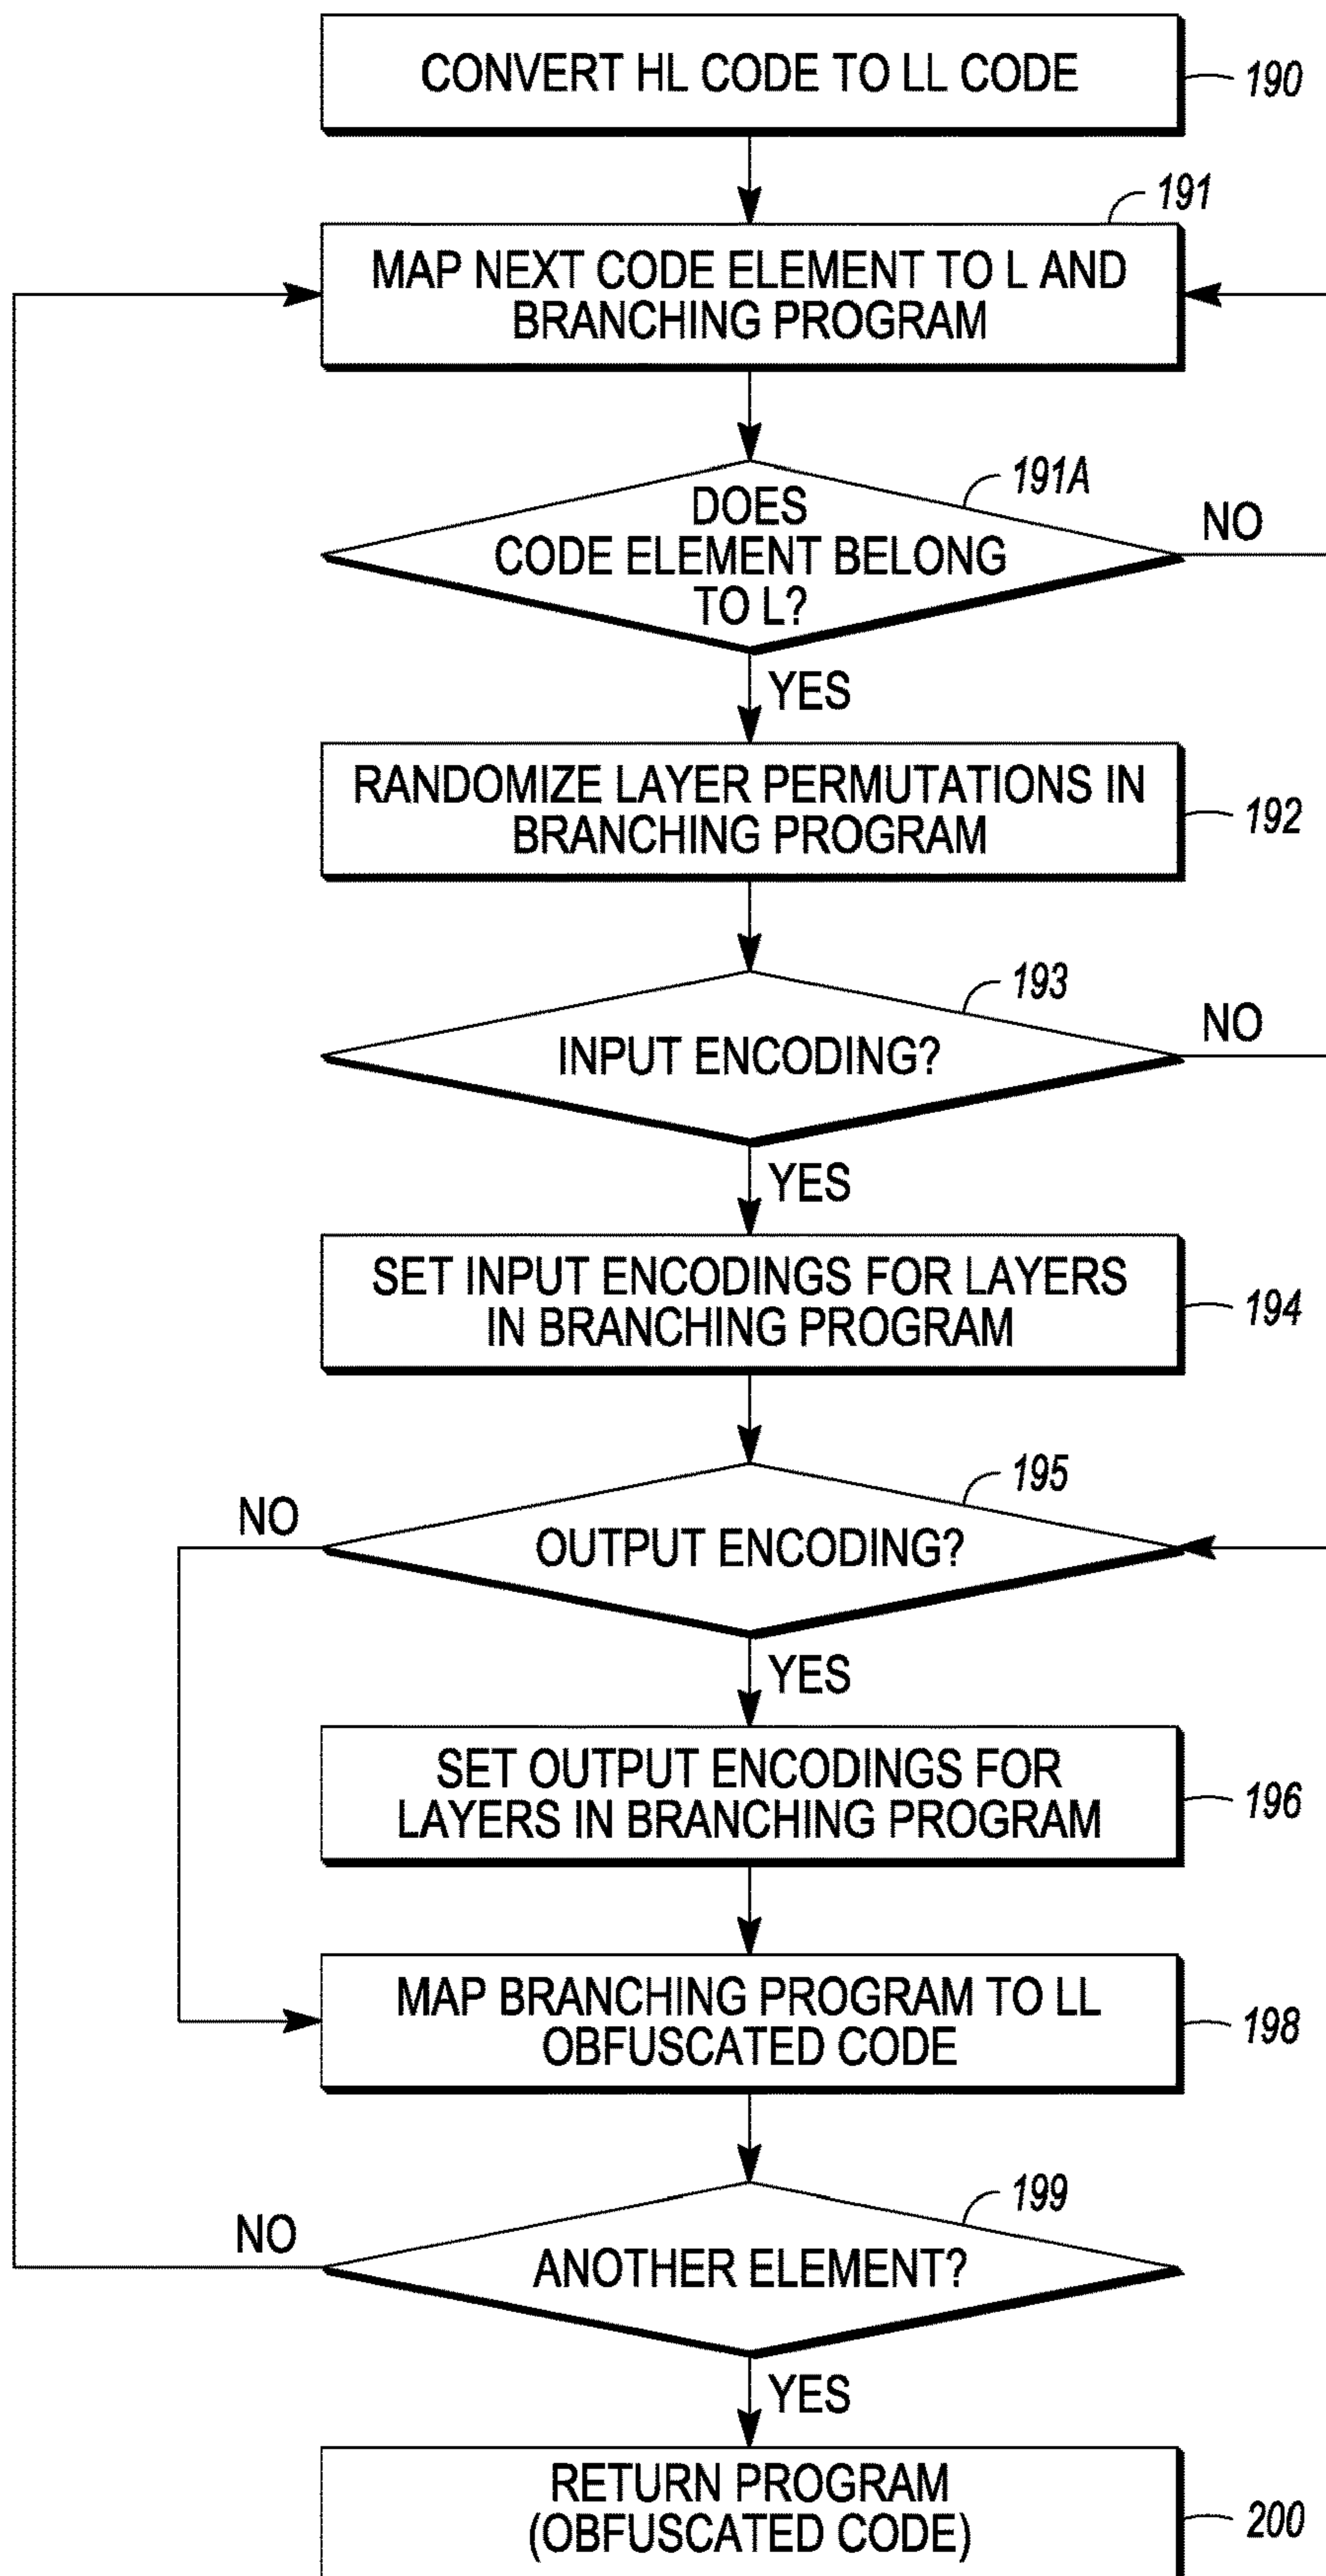 CONVERT HL CODE TO LL CODE
190
191
MAP NEXT CODE ELEMENT TO L AND
BRANCHING PROGRAM
191A
DOES
CODE ELEMENT BELONG
TO L?
NO
YES
RANDOMIZE LAYER PERMUTATIONS IN
BRANCHING PROGRAM
192
193
INPUT ENCODING?
NO
YES
SET INPUT ENCODINGS FOR LAYERS
IN BRANCHING PROGRAM
194
195
NO
OUTPUT ENCODING?
YES
SET OUTPUT ENCODINGS FOR
LAYERS IN BRANCHING PROGRAM
196
MAP BRANCHING PROGRAM TO LL
OBFUSCATED CODE
198
199
NO
ANOTHER ELEMENT?
YES
RETURN PROGRAM
(OBFUSCATED CODE)
200